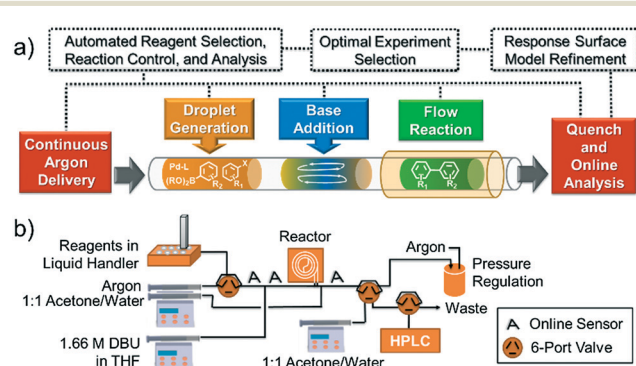 a)
Automated Reagent Selection,
Reaction Control, and Analysis
Optimal Experiment
Selection
Response Surface
Model Refinement
Droplet
Generation
Base
Addition
Flow
Reaction
Continuous
Argon
Delivery
Quench
and
Online
Analysis
Pd-L
(RO)₂B
R₂
X
R₁
R₁
R₂
b)
Reagents in
Liquid Handler
Reactor
Argon
Pressure
Regulation
Argon
1:1 Acetone/Water
Waste
HPLC
1.66 M DBU
in THF
1:1 Acetone/Water
A Online Sensor
6-Port Valve